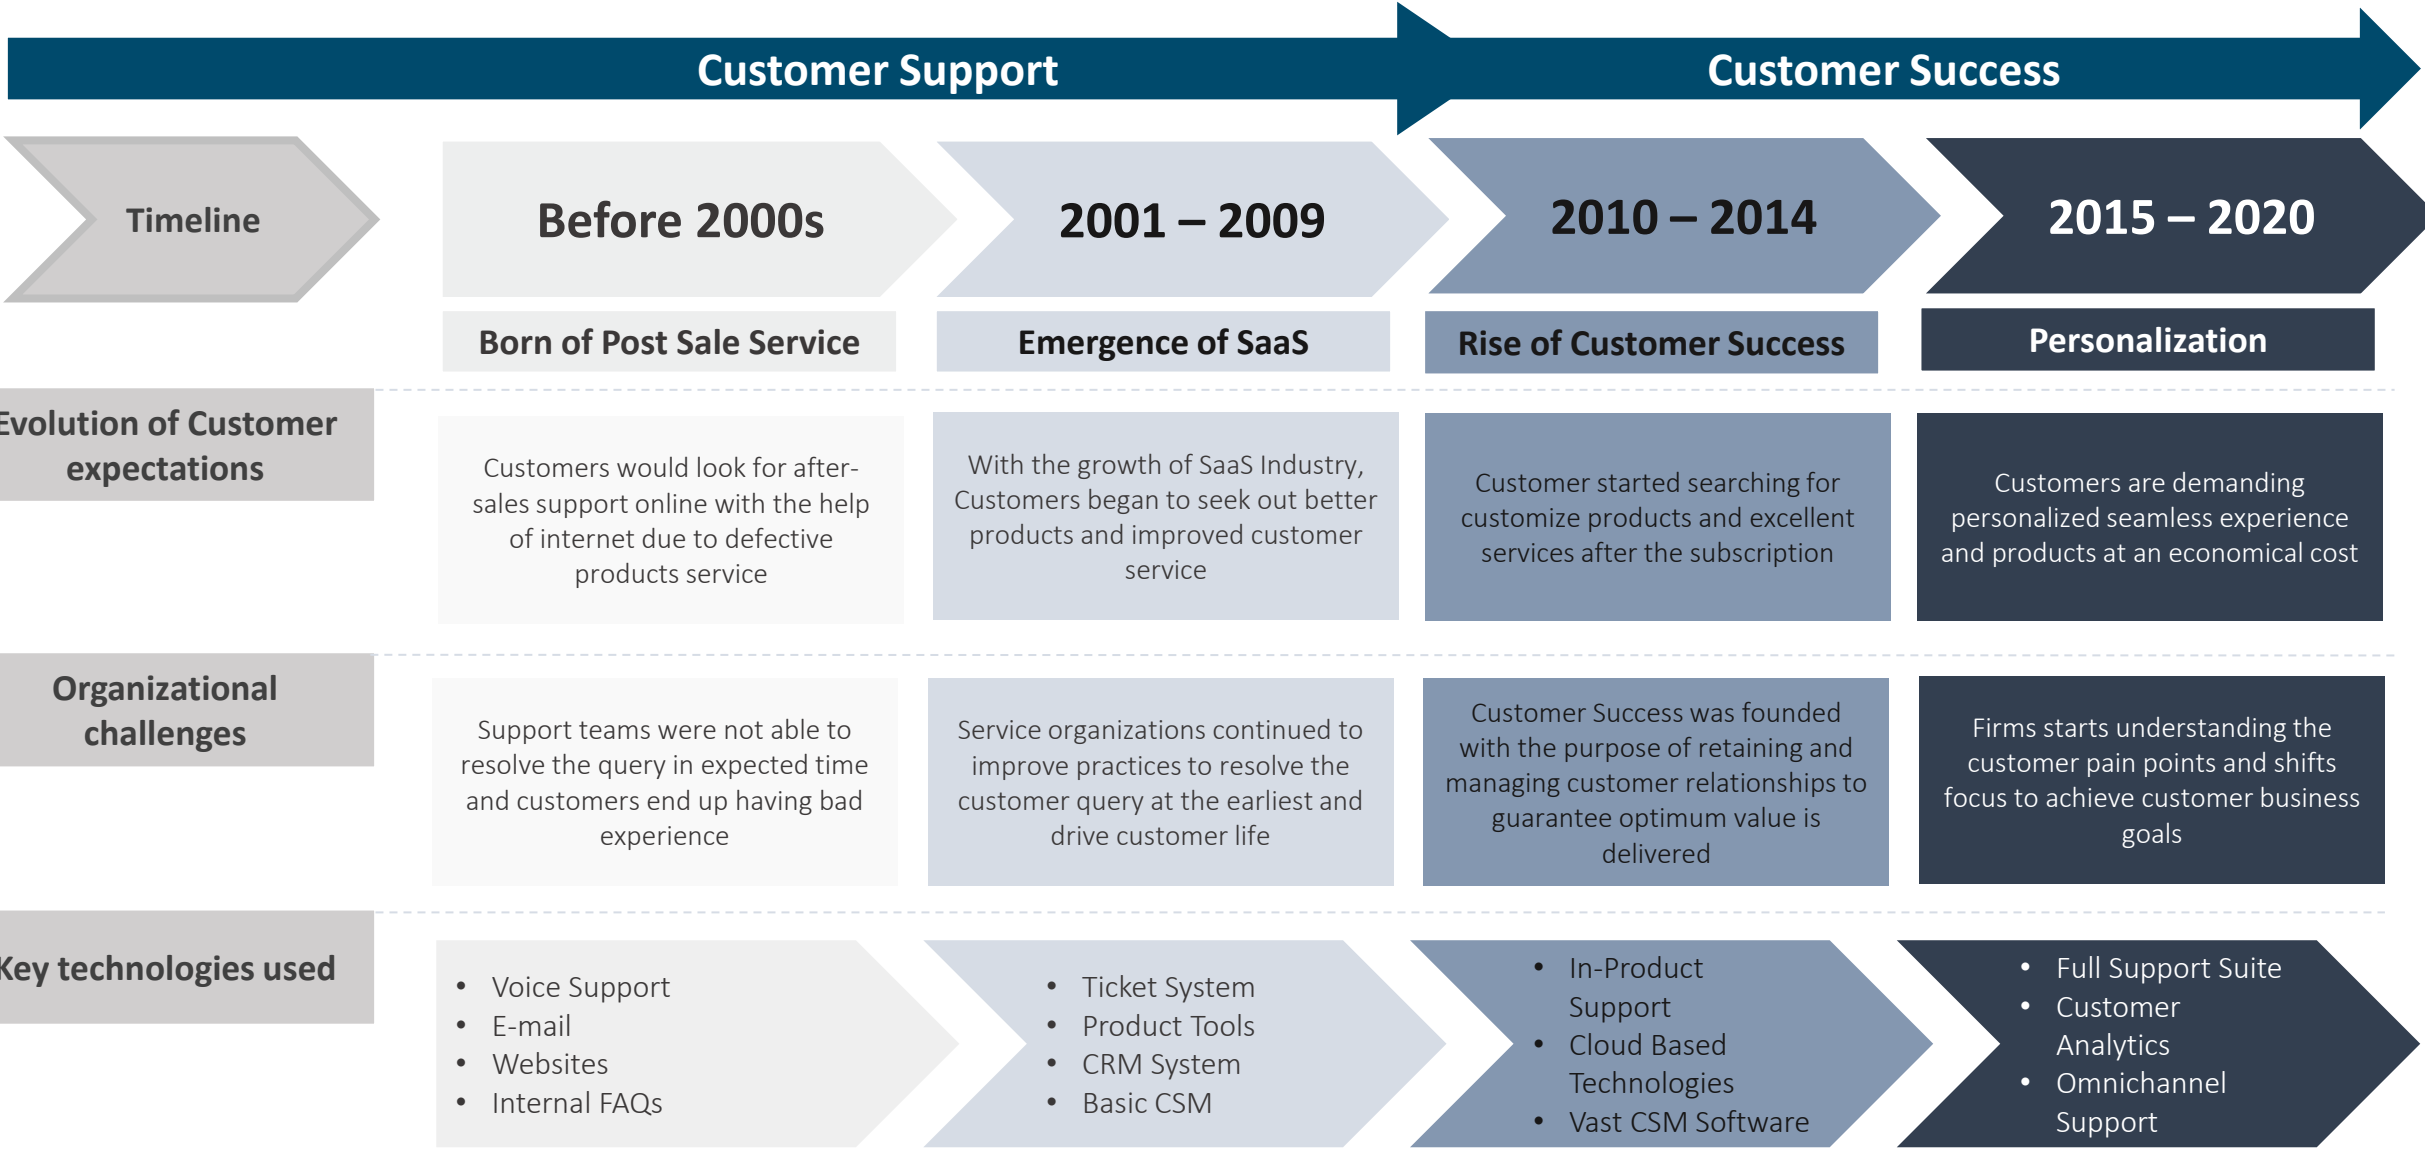 Customer Support
Customer Success
Timeline
Before 2000s
2001 – 2009
2010 – 2014
2015 – 2020
Born of Post Sale Service
Emergence of SaaS
Rise of Customer Success
Personalization
Evolution of Customer
expectations
Customers would look for after-
sales support online with the help
of internet due to defective
products service
With the growth of SaaS Industry,
Customers began to seek out better
products and improved customer
service
Customer started searching for
customize products and excellent
services after the subscription
Customers are demanding
personalized seamless experience
and products at an economical cost
Organizational
challenges
Support teams were not able to
resolve the query in expected time
and customers end up having bad
experience
Service organizations continued to
improve practices to resolve the
customer query at the earliest and
drive customer life
Customer Success was founded
with the purpose of retaining and
managing customer relationships to
guarantee optimum value is
delivered
Firms starts understanding the
customer pain points and shifts
focus to achieve customer business
goals
Key technologies used
• Voice Support
• E-mail
• Websites
• Internal FAQs
• Ticket System
• Product Tools
• CRM System
• Basic CSM
• In-Product
Support
• Cloud Based
Technologies
• Vast CSM Software
• Full Support Suite
• Customer
Analytics
• Omnichannel
Support